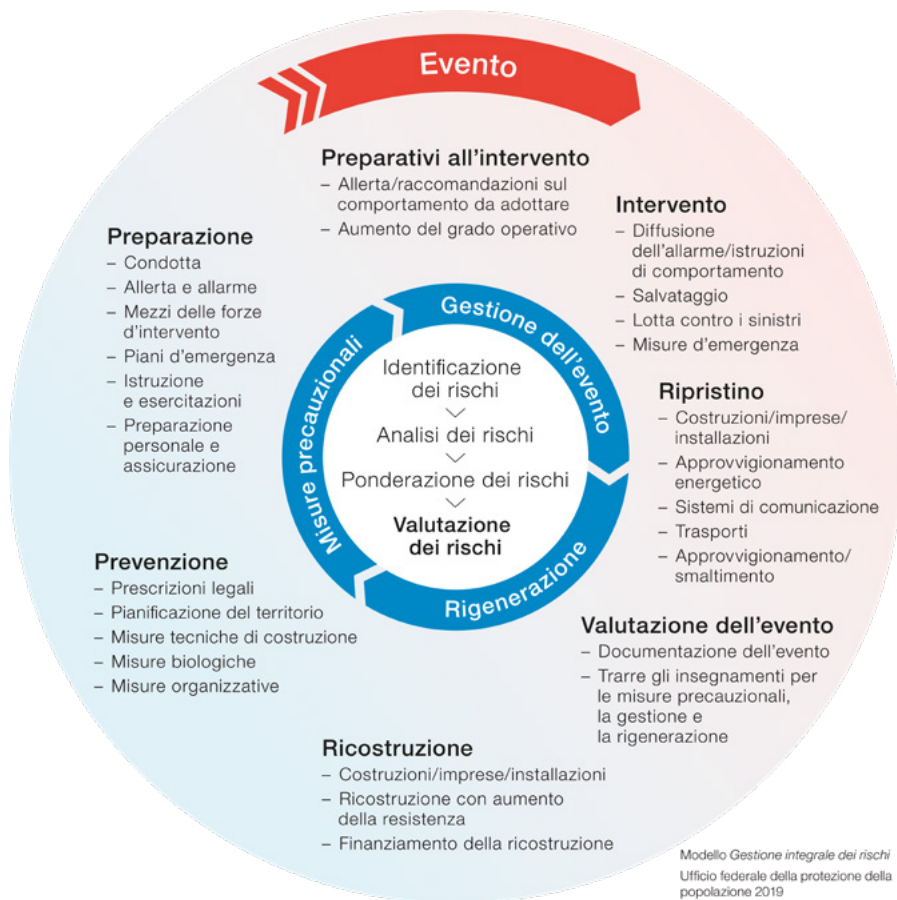 Evento
Preparativi all'intervento
– Allerta/raccomandazioni sul
comportamento da adottare
– Aumento del grado operativo
Intervento
– Diffusione
dell'allarme/istruzioni
di comportamento
– Salvataggio
– Lotta contro i sinistri
– Misure d'emergenza
Ripristino
– Costruzioni/imprese/
installazioni
– Approvvigionamento
energetico
– Sistemi di comunicazione
– Trasporti
– Approvvigionamento/
smaltimento
Valutazione dell'evento
– Documentazione dell'evento
– Trarre gli insegnamenti per
le misure precauzionali,
la gestione e
la rigenerazione
Ricostruzione
– Costruzioni/imprese/installazioni
– Ricostruzione con aumento
della resistenza
– Finanziamento della ricostruzione
Prevenzione
– Prescrizioni legali
– Pianificazione del territorio
– Misure tecniche di costruzione
– Misure biologiche
– Misure organizzative
Preparazione
– Condotta
– Allerta e allarme
– Mezzi delle forze
d'intervento
– Piani d'emergenza
– Istruzione
e esercitazioni
– Preparazione
personale e
assicurazione
Gestione dell'evento
Rigenerazione
Misure precauzionali
Identificazione
dei rischi
Analisi dei rischi
Ponderazione dei rischi
Valutazione
dei rischi
Modello Gestione integrale dei rischi
Ufficio federale della protezione della
popolazione 2019